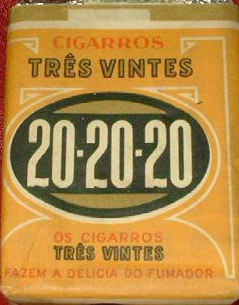 CIGARROS
TRÊS VINTES
20-20-20
OS CIGARROS
TRÊS VINTES
FAZEM A DELICIA DO FUMADOR